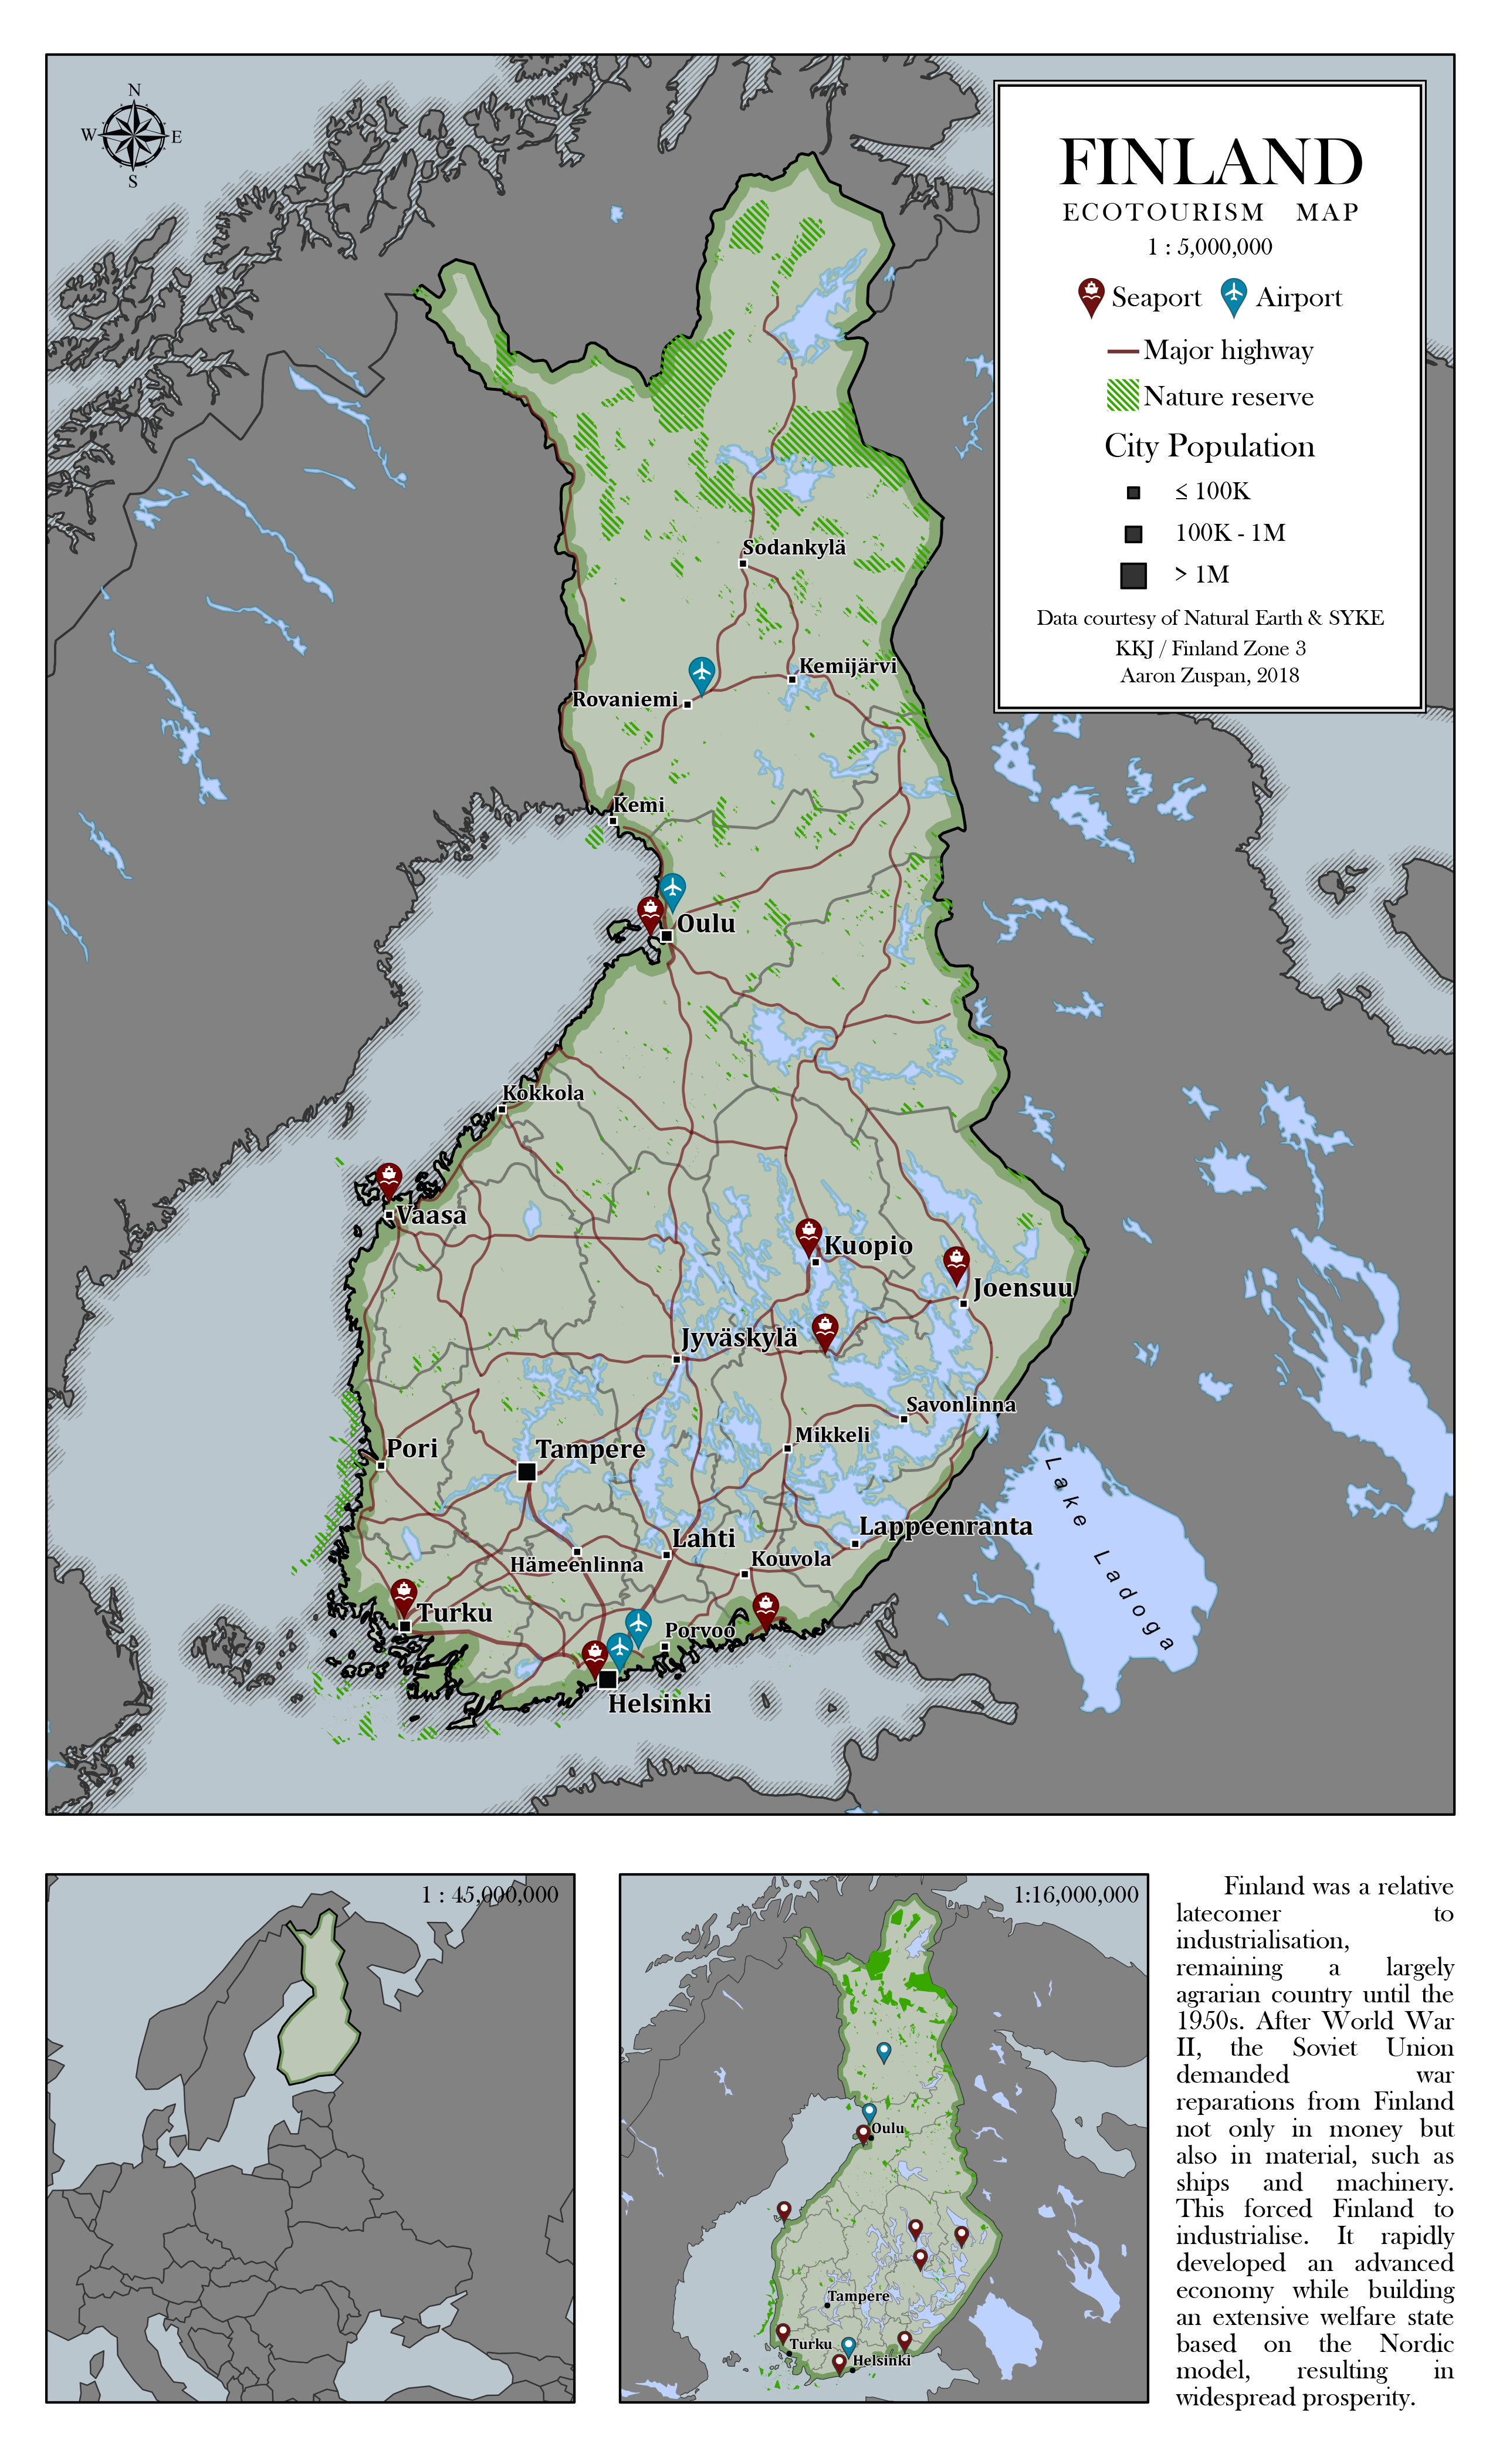 N
W E
S
FINLAND
ECOTOURISM MAP
1 : 5,000,000
Seaport Airport
Major highway
Nature reserve
City Population
≤ 100K
100K - 1M
> 1M
Data courtesy of Natural Earth & SYKE
KKJ / Finland Zone 3
Aaron Zuspan, 2018
Sodankylä
Kemijärvi
Rovaniemi
Kemi
Oulu
Kokkola
Vaasa
Kuopio
Joensuu
Jyväskylä
Savonlinna
Mikkeli
Pori
Tampere
Lake Ladoga
Lappeenranta
Lahti
Kouvola
Hämeenlinna
Turku
Porvoo
Helsinki
1 : 45,000,000
1:16,000,000
Oulu
Tampere
Turku
Helsinki
Finland was a relative
latecomer to
industrialisation,
remaining a largely
agrarian country until the
1950s. After World War
II, the Soviet Union
demanded war
reparations from Finland
not only in money but
also in material, such as
ships and machinery.
This forced Finland to
industrialise. It rapidly
developed an advanced
economy while building
an extensive welfare state
based on the Nordic
model, resulting in
widespread prosperity.